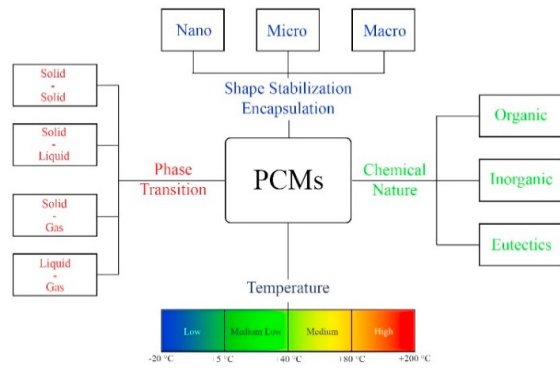 Nano
Micro
Macro
Shape Stabilization
Encapsulation
Solid
-
Solid
Solid
-
Liquid
Solid
-
Gas
Liquid
-
Gas
Phase
Transition
PCMs
Chemical
Nature
Organic
Inorganic
Eutectics
Temperature
Low
Medium Low
Medium
High
-20 °C
+5 °C
+40 °C
+80 °C
+200 °C